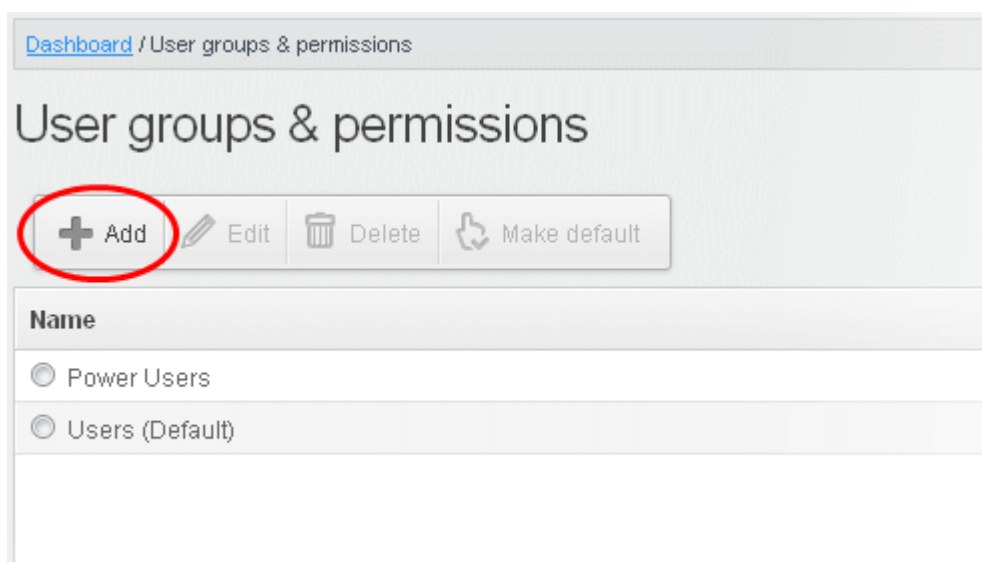 Dashboard / User groups & permissions
User groups & permissions
Add Edit Delete Make default
Name
Power Users
Users (Default)